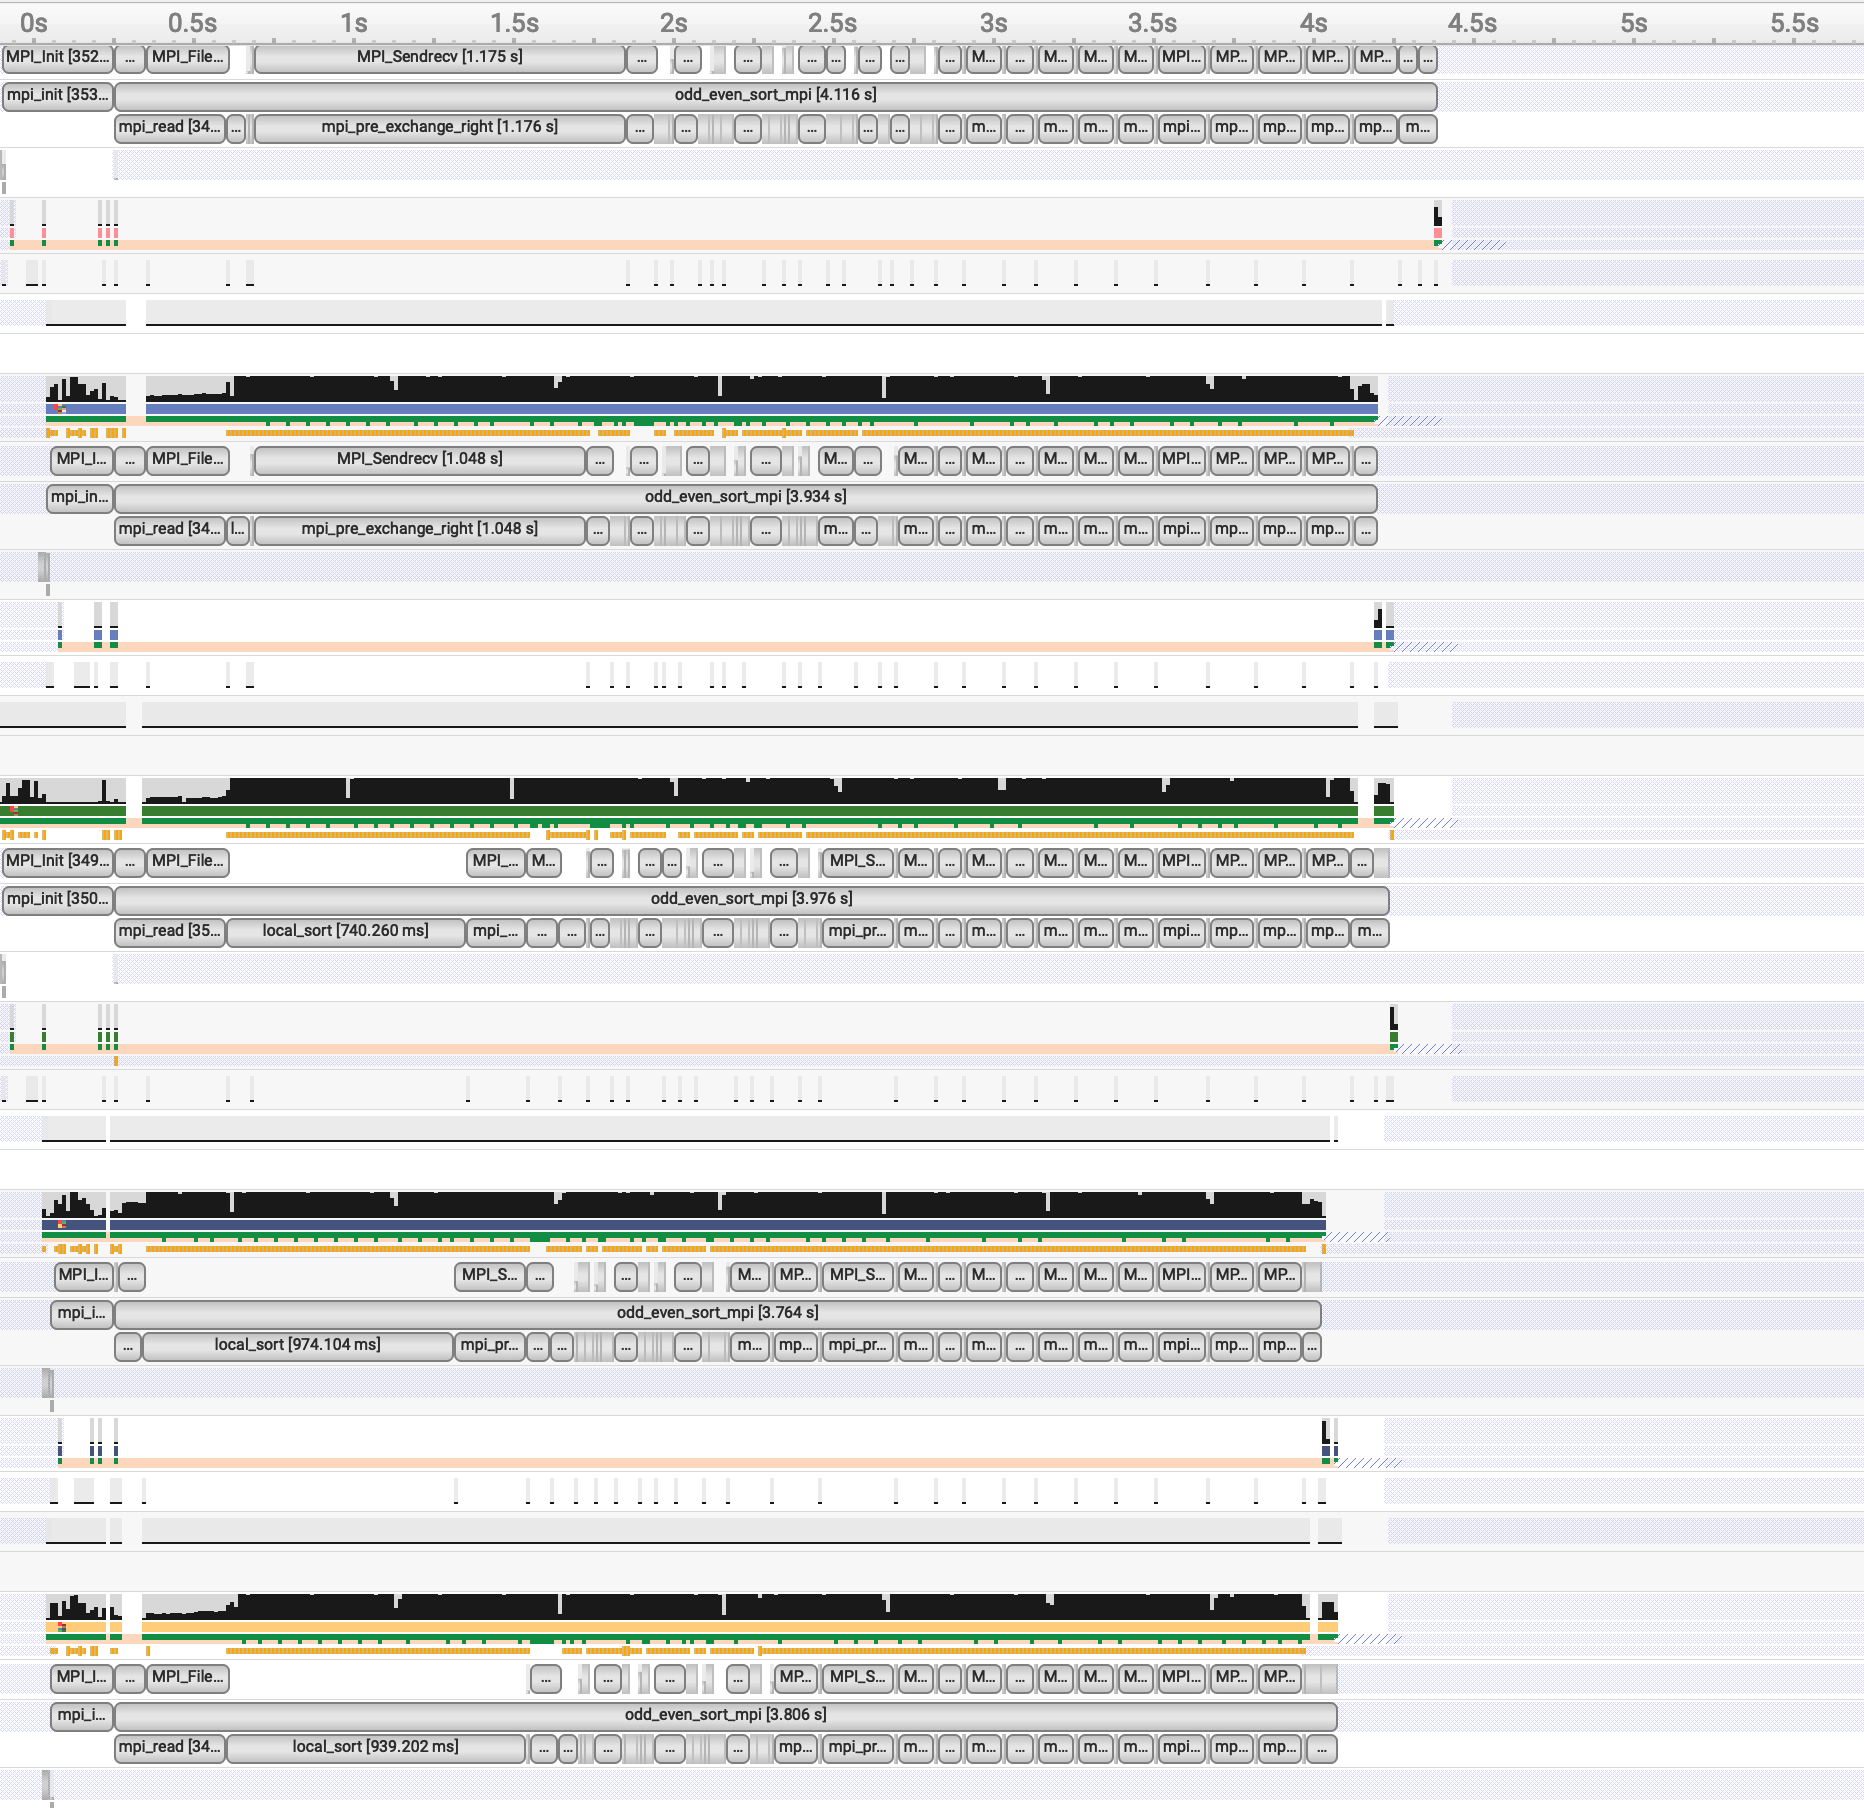 0s 0.5s 1s 1.5s 2s 2.5s 3s 3.5s 4s 4.5s 5s 5.5s
MPI_Init [352... ... MPI_File... MPI_Sendrecv [1.175 s] ... ... ... ... ... ... ... ... M... ... M... M... M... MPI... MP... MP... MP... MP... ... ...
mpi_init [353... odd_even_sort_mpi [4.116 s]
mpi_read [34... ... mpi_pre_exchange_right [1.176 s] ... ... ... ... ... ... ... m... ... m... m... m... mpi... mp... mp... mp... mp... m...
MPI_I... ... MPI_File... MPI_Sendrecv [1.048 s] ... ... ... ... M... ... M... ... M... ... M... M... M... MPI... MP... MP... MP... ...
mpi_in... odd_even_sort_mpi [3.934 s]
mpi_read [34... l... mpi_pre_exchange_right [1.048 s] ... ... ... ... m... ... m... ... m... ... m... m... m... mpi... mp... mp... mp... ...
MPI_Init [349... ... MPI_File... MPI_... M... ... ... ... ... ... MPI_S... M... ... M... ... M... M... M... MPI... MP... MP... MP... ...
mpi_init [350... odd_even_sort_mpi [3.976 s]
mpi_read [35... local_sort [740.260 ms] mpi_... ... ... ... ... ... ... mpi_pr... m... ... m... ... m... m... m... mpi... mp... mp... mp... m...
MPI_I... ... MPI_S... ... ... ... M... MP... MPI_S... M... ... M... ... M... M... M... MPI... MP... MP...
mpi_i... odd_even_sort_mpi [3.764 s]
... local_sort [974.104 ms] mpi_pr... ... ... ... ... m... mp... mpi_pr... m... ... m... ... m... m... m... mpi... mp... mp... ...
MPI_I... ... MPI_File... ... ... ... ... MP... MPI_S... M... ... M... ... M... M... M... MPI... MP... MP...
mpi_i... odd_even_sort_mpi [3.806 s]
mpi_read [34... local_sort [939.202 ms] ... ... ... ... ... mp... mpi_pr... m... ... m... ... m... m... m... mpi... mp... mp... ...